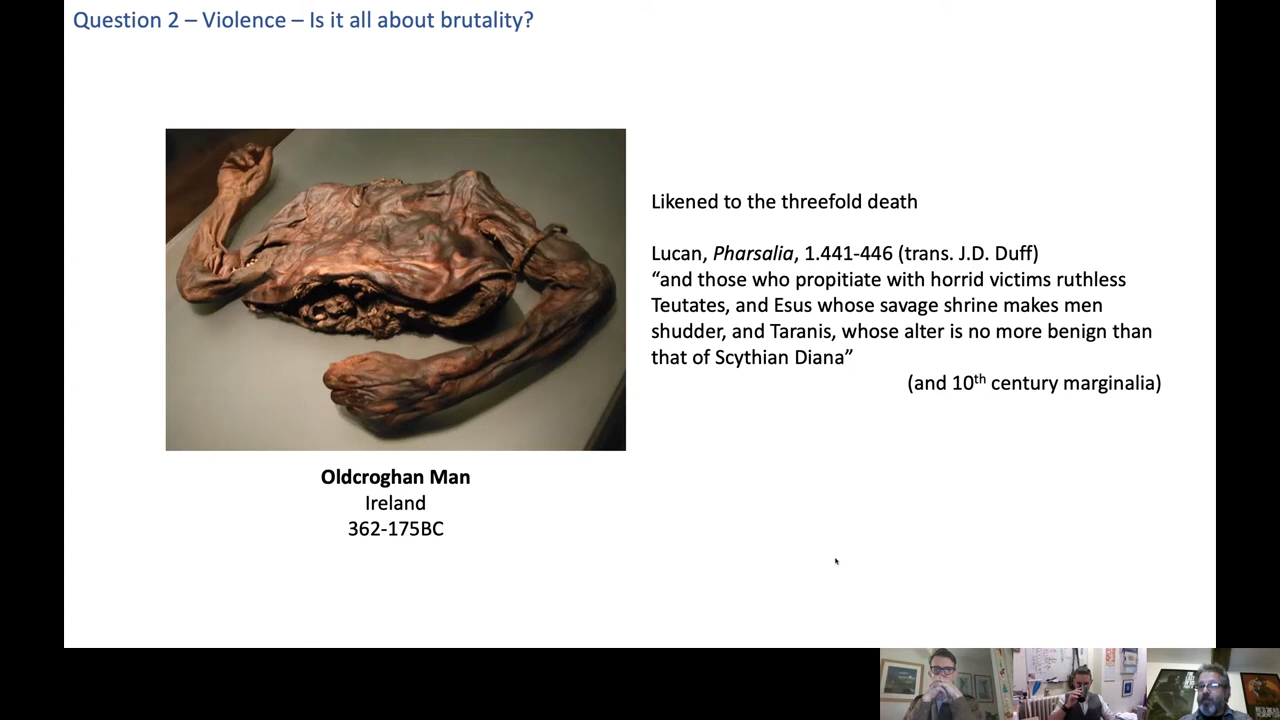 Question 2 – Violence – Is it all about brutality?
Likened to the threefold death
Lucan, Pharsalia, 1.441-446 (trans. J.D. Duff)
“and those who propitiate with horrid victims ruthless
Teutates, and Esus whose savage shrine makes men
shudder, and Taranis, whose alter is no more benign than
that of Scythian Diana”
(and 10th century marginalia)
Oldcroghan Man
Ireland
362-175BC